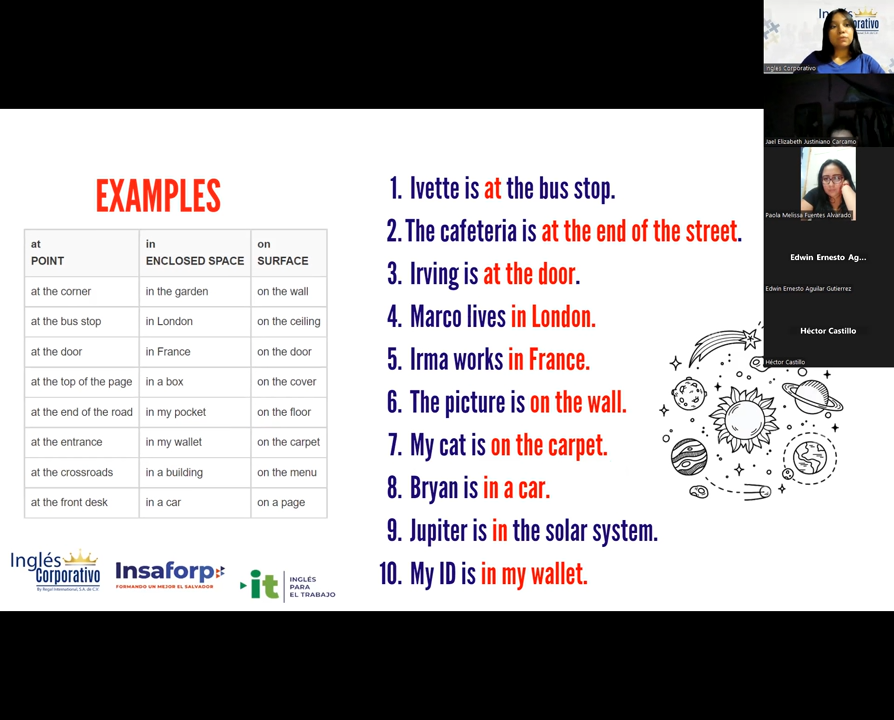 EXAMPLES
at in on
POINT ENCLOSED SPACE SURFACE
at the corner in the garden on the wall
at the bus stop in London on the ceiling
at the door in France on the door
at the top of the page in a box on the cover
at the end of the road in my pocket on the floor
at the entrance in my wallet on the carpet
at the crossroads in a building on the menu
at the front desk in a car on a page
1. Ivette is at the bus stop.
2. The cafeteria is at the end of the street.
3. Irving is at the door.
4. Marco lives in London.
5. Irma works in France.
6. The picture is on the wall.
7. My cat is on the carpet.
8. Bryan is in a car.
9. Jupiter is in the solar system.
10. My ID is in my wallet.
Inglés
Corporativo
By Regal International, S.A. de C.V.
Insaforp
FORMANDO UN MEJOR EL SALVADOR
it
INGLÉS
PARA
EL TRABAJO
Inglés Corporativo
Jael Elizabeth Justiniano Carcamo
Paola Melissa Fuentes Alvarado
Edwin Ernesto Ag...
Edwin Ernesto Aguilar Gutierrez
Héctor Castillo
Héctor Castillo